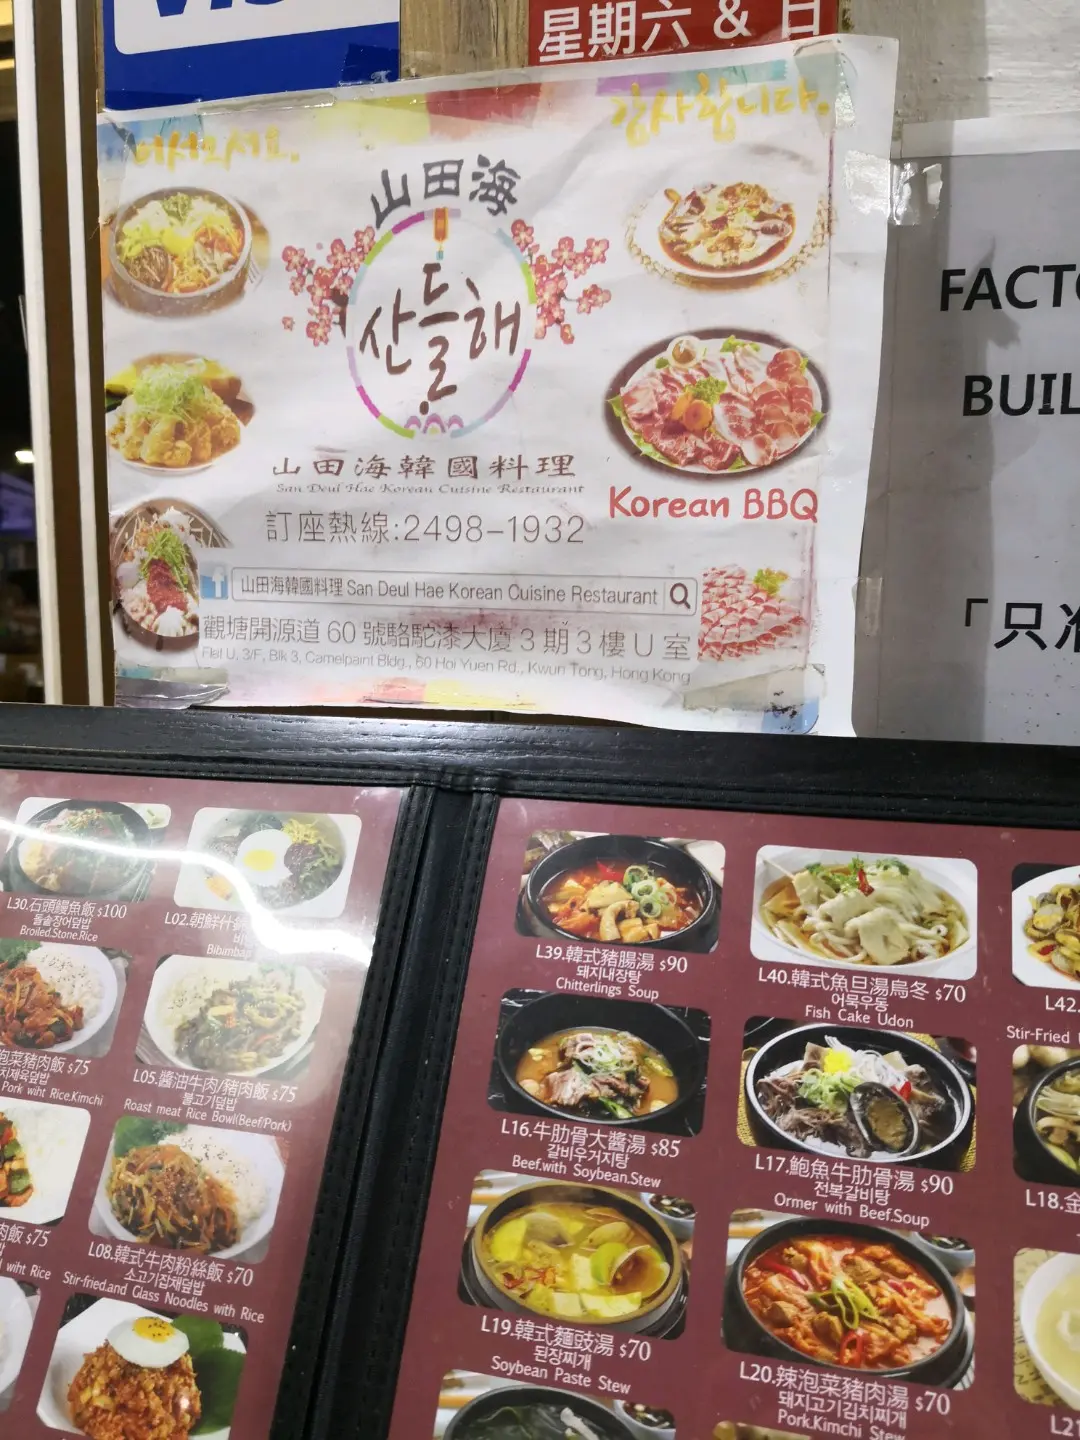 VISA
星期六 & 日
감사합니다.
山田海
산들해
山田海韓國料理
San Deul Hae Korean Cuisine Restaurant
訂座熱線:2498-1932
Korean BBQ
山田海韓國料理 San Deul Hae Korean Cuisine Restaurant
觀塘開源道 60 號駱駝漆大廈 3 期 3 樓 U 室
Flat U, 3/F, Blk 3, Camelpaint Bldg., 60 Hoi Yuen Rd., Kwun Tong, Hong Kong
L30.石頭鰻魚飯 $100
돌솥장어덮밥
Broiled.Stone.Rice
L02.朝鮮什
Bibimbap
豬肉飯 $75
Pork wiht Rice.Kimchi
L05.醬油牛肉/豬肉飯 $75
불고기덮밥
Roast meat Rice Bowl(Beef/Pork)
肉飯 $75
wiht Rice
L08.韓式牛肉粉絲飯 $70
소고기잡채덮밥
Stir-fried.and Glass Noodles with Rice
L39.韓式豬腸湯 $90
돼지내장탕
Chitterlings Soup
L40.韓式魚旦湯烏冬 $70
어묵우동
Fish Cake Udon
L42.
Stir-Fried
L16.牛肋骨大醬湯 $85
갈비우거지탕
Beef.with Soybean.Stew
L17.鮑魚牛肋骨湯 $90
전복갈비탕
Ormer with Beef.Soup
L18.金
L19.韓式麵豉湯 $70
된장찌개
Soybean Paste Stew
L20.辣泡菜豬肉湯 $70
돼지고기김치찌개
Pork.Kimchi Stew
L21